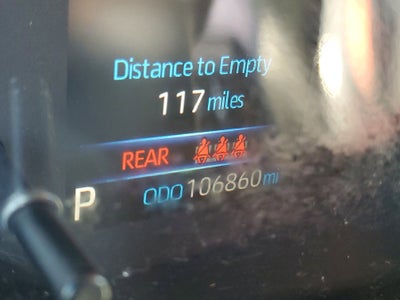 Distance to Empty
117 miles
REAR
P ODO 106860 mi